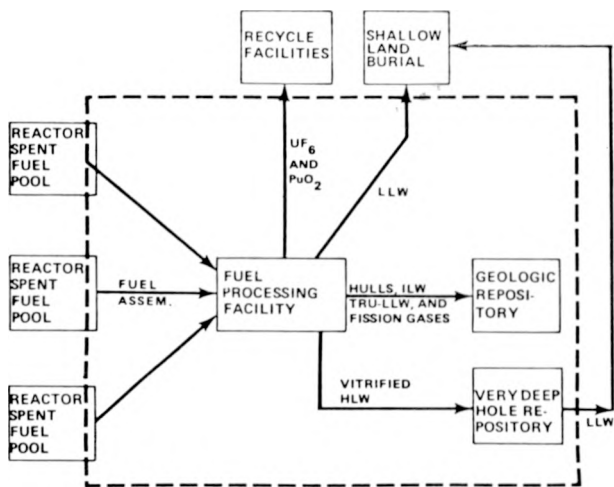 RECYCLE
FACILITIES
SHALLOW
LAND
BURIAL
REACTOR
SPENT
FUEL
POOL
UF6
AND
PuO2
LLW
REACTOR
SPENT
FUEL
POOL
FUEL
ASSEM.
FUEL
PROCESSING
FACILITY
HULLS, ILW
TRU-LLW, AND
FISSION GASES
GEOLOGIC
REPOSI-
TORY
REACTOR
SPENT
FUEL
POOL
VITRIFIED
HLW
VERY DEEP
HOLE RE-
POSITORY
LLW